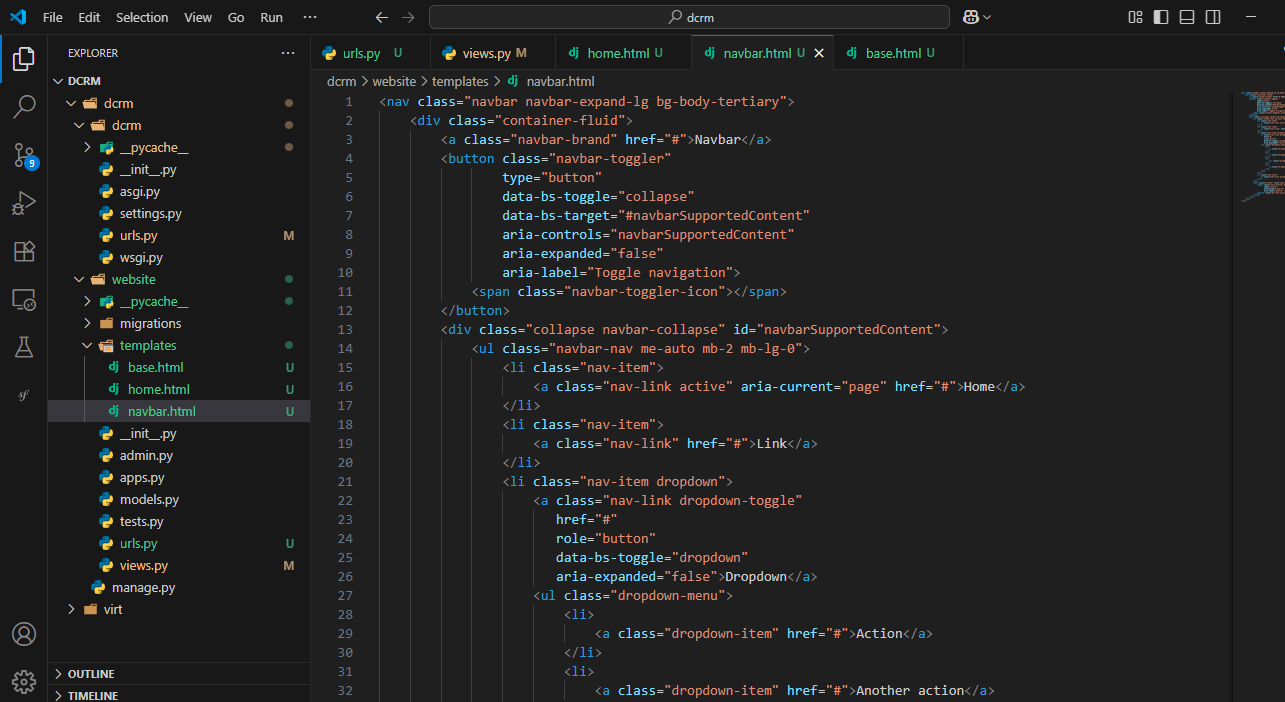 File Edit Selection View Go Run ··· dcrm
EXPLORER ···
DCRM
dcrm
dcrm
__pycache__
__init__.py
asgi.py
settings.py
urls.py M
wsgi.py
website
__pycache__
migrations
templates
dj base.html U
dj home.html U
dj navbar.html U
__init__.py
admin.py
apps.py
models.py
tests.py
urls.py U
views.py M
manage.py
virt
OUTLINE
TIMELINE
9
urls.py U views.py M dj home.html U dj navbar.html U dj base.html U
dcrm > website > templates > dj navbar.html
1 <nav class="navbar navbar-expand-lg bg-body-tertiary">
2 <div class="container-fluid">
3 <a class="navbar-brand" href="#">Navbar</a>
4 <button class="navbar-toggler"
5 type="button"
6 data-bs-toggle="collapse"
7 data-bs-target="#navbarSupportedContent"
8 aria-controls="navbarSupportedContent"
9 aria-expanded="false"
10 aria-label="Toggle navigation">
11 <span class="navbar-toggler-icon"></span>
12 </button>
13 <div class="collapse navbar-collapse" id="navbarSupportedContent">
14 <ul class="navbar-nav me-auto mb-2 mb-lg-0">
15 <li class="nav-item">
16 <a class="nav-link active" aria-current="page" href="#">Home</a>
17 </li>
18 <li class="nav-item">
19 <a class="nav-link" href="#">Link</a>
20 </li>
21 <li class="nav-item dropdown">
22 <a class="nav-link dropdown-toggle"
23 href="#"
24 role="button"
25 data-bs-toggle="dropdown"
26 aria-expanded="false">Dropdown</a>
27 <ul class="dropdown-menu">
28 <li>
29 <a class="dropdown-item" href="#">Action</a>
30 </li>
31 <li>
32 <a class="dropdown-item" href="#">Another action</a>